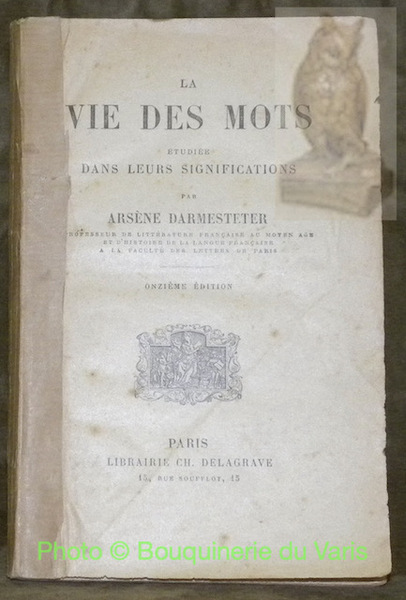 LA
VIE DES MOTS
ÉTUDIÉE
DANS LEURS SIGNIFICATIONS
PAR
ARSÈNE DARMESTETER
PROFESSEUR DE LITTÉRATURE FRANÇAISE AU MOYEN AGE
ET D'HISTOIRE DE LA LANGUE FRANÇAISE
A LA FACULTÉ DES LETTRES DE PARIS
ONZIÈME ÉDITION
PARIS
LIBRAIRIE CH. DELAGRAVE
15, RUE SOUFFLOT, 15
Photo © Bouquinerie du Varis